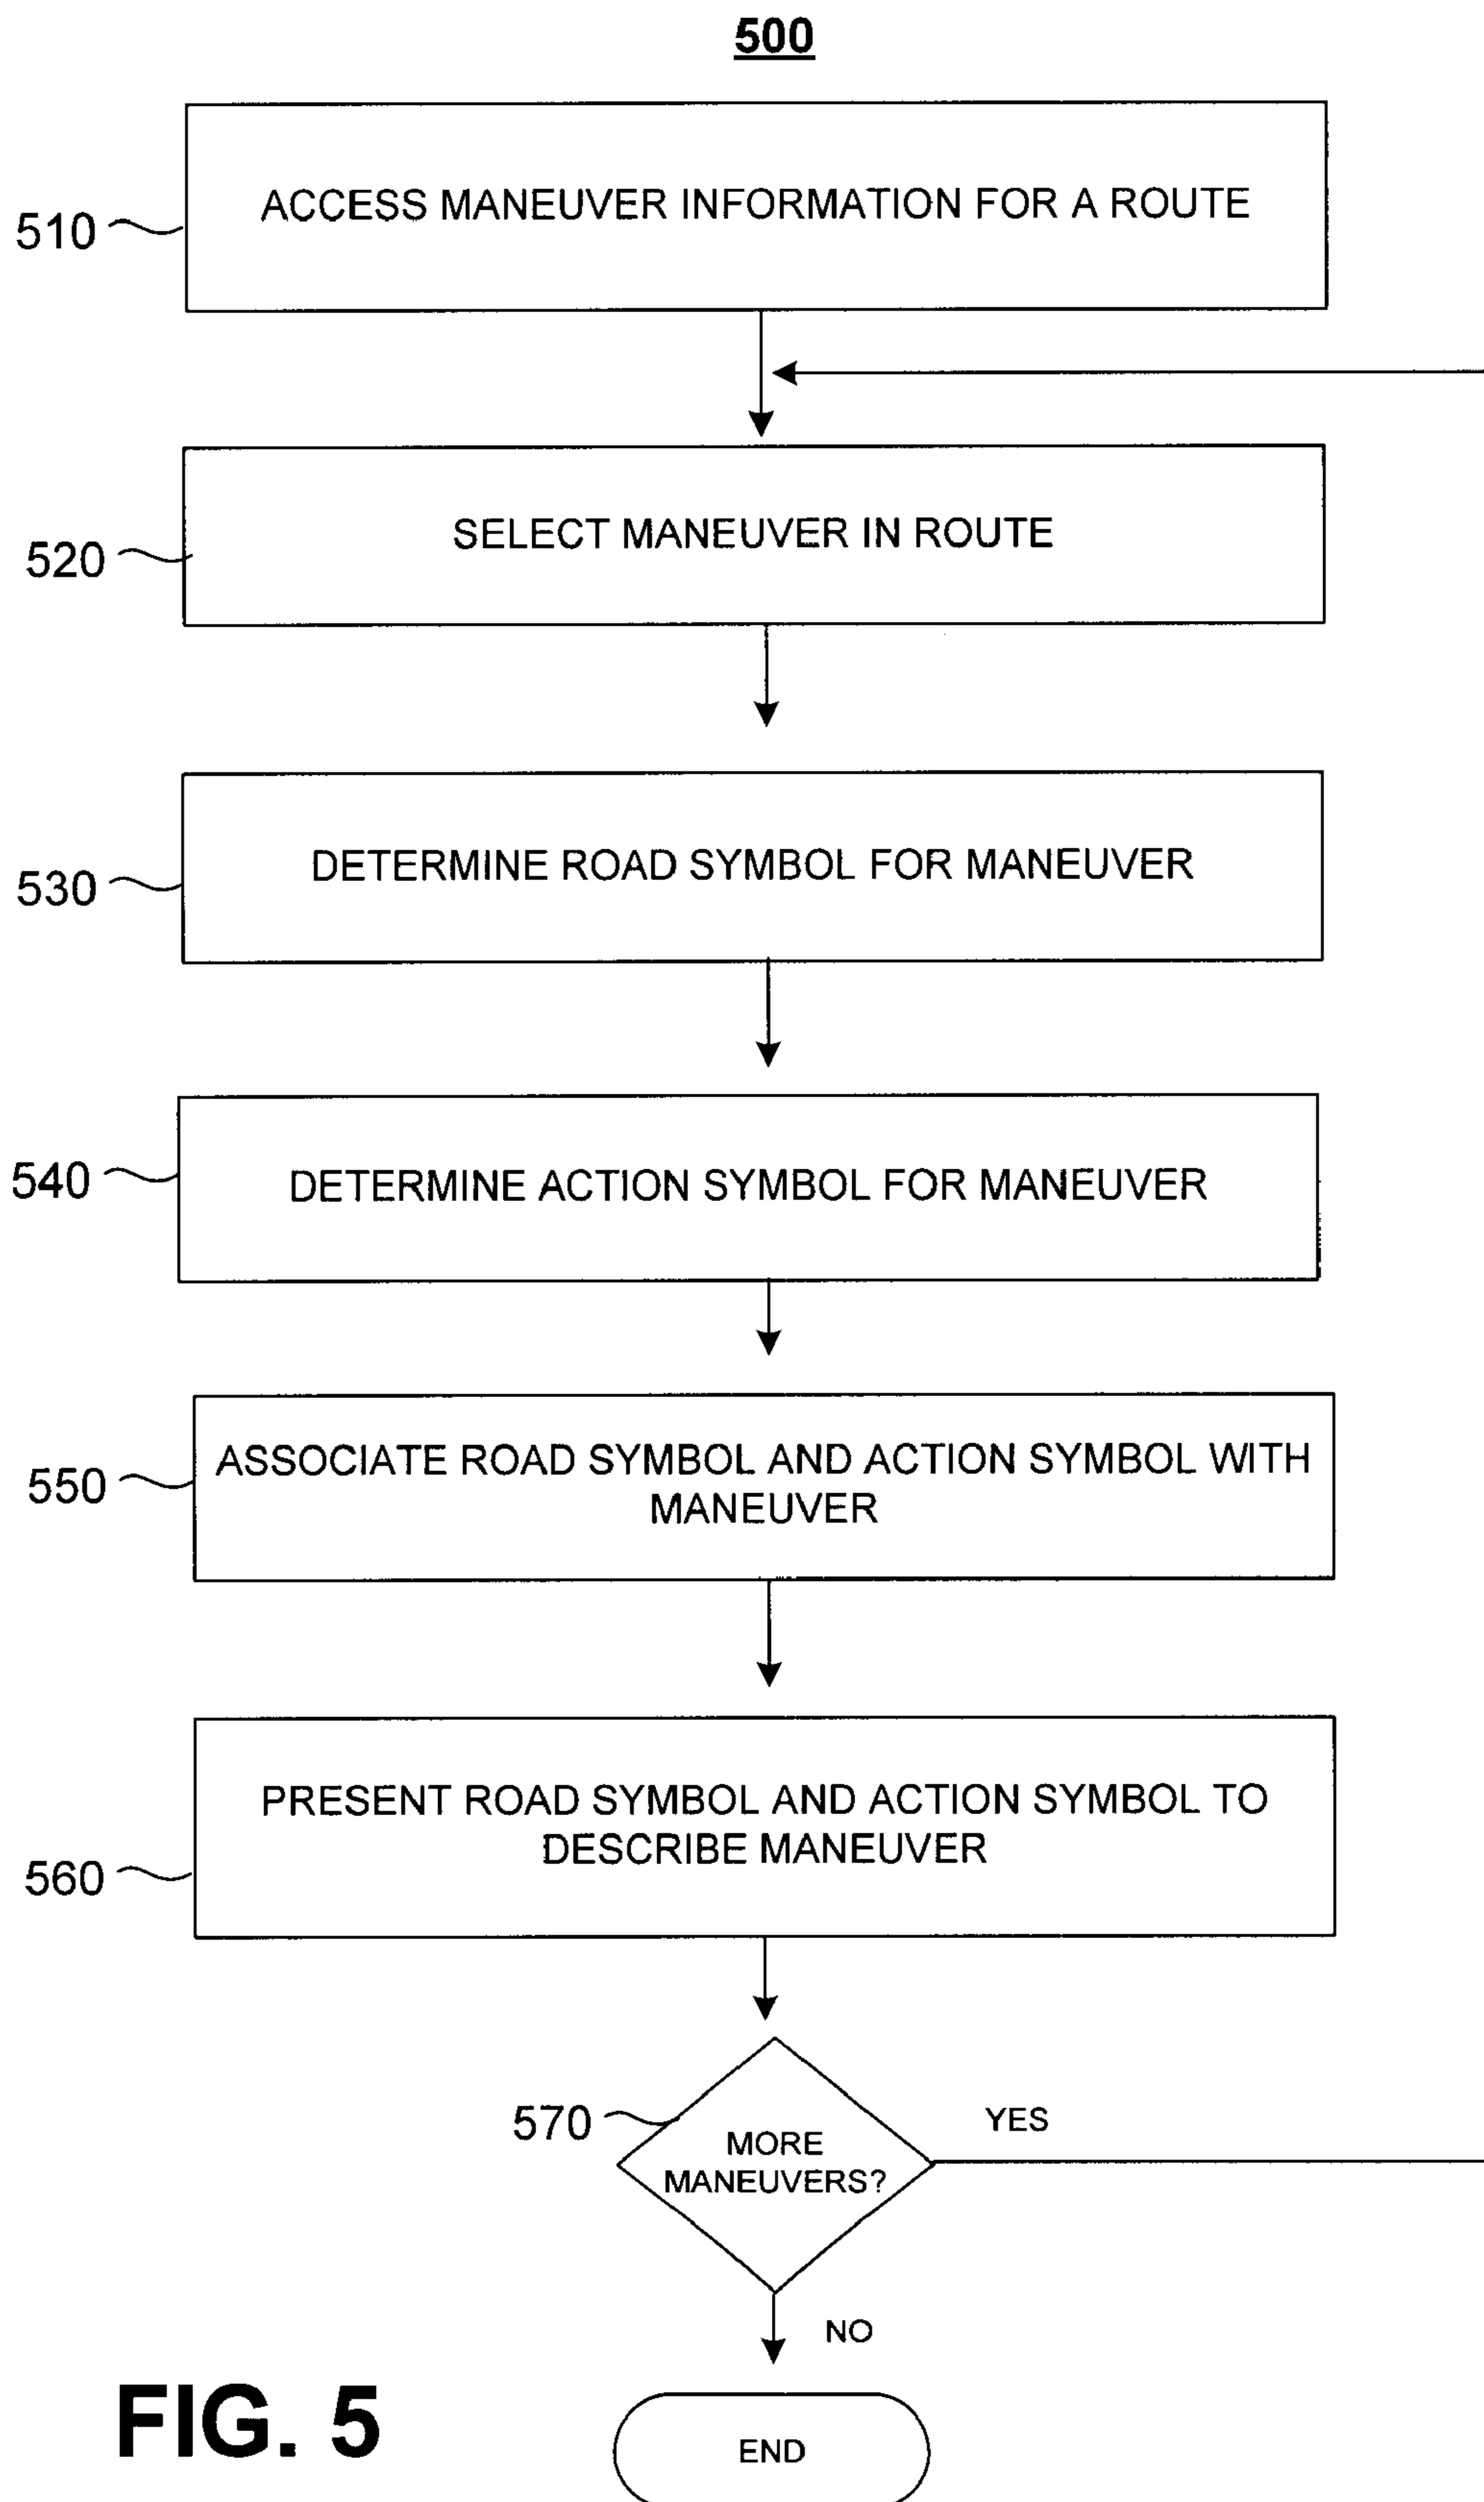 500
ACCESS MANEUVER INFORMATION FOR A ROUTE
510
SELECT MANEUVER IN ROUTE
520
DETERMINE ROAD SYMBOL FOR MANEUVER
530
DETERMINE ACTION SYMBOL FOR MANEUVER
540
ASSOCIATE ROAD SYMBOL AND ACTION SYMBOL WITH
MANEUVER
550
PRESENT ROAD SYMBOL AND ACTION SYMBOL TO
DESCRIBE MANEUVER
560
570
MORE
MANEUVERS?
YES
NO
END
FIG. 5